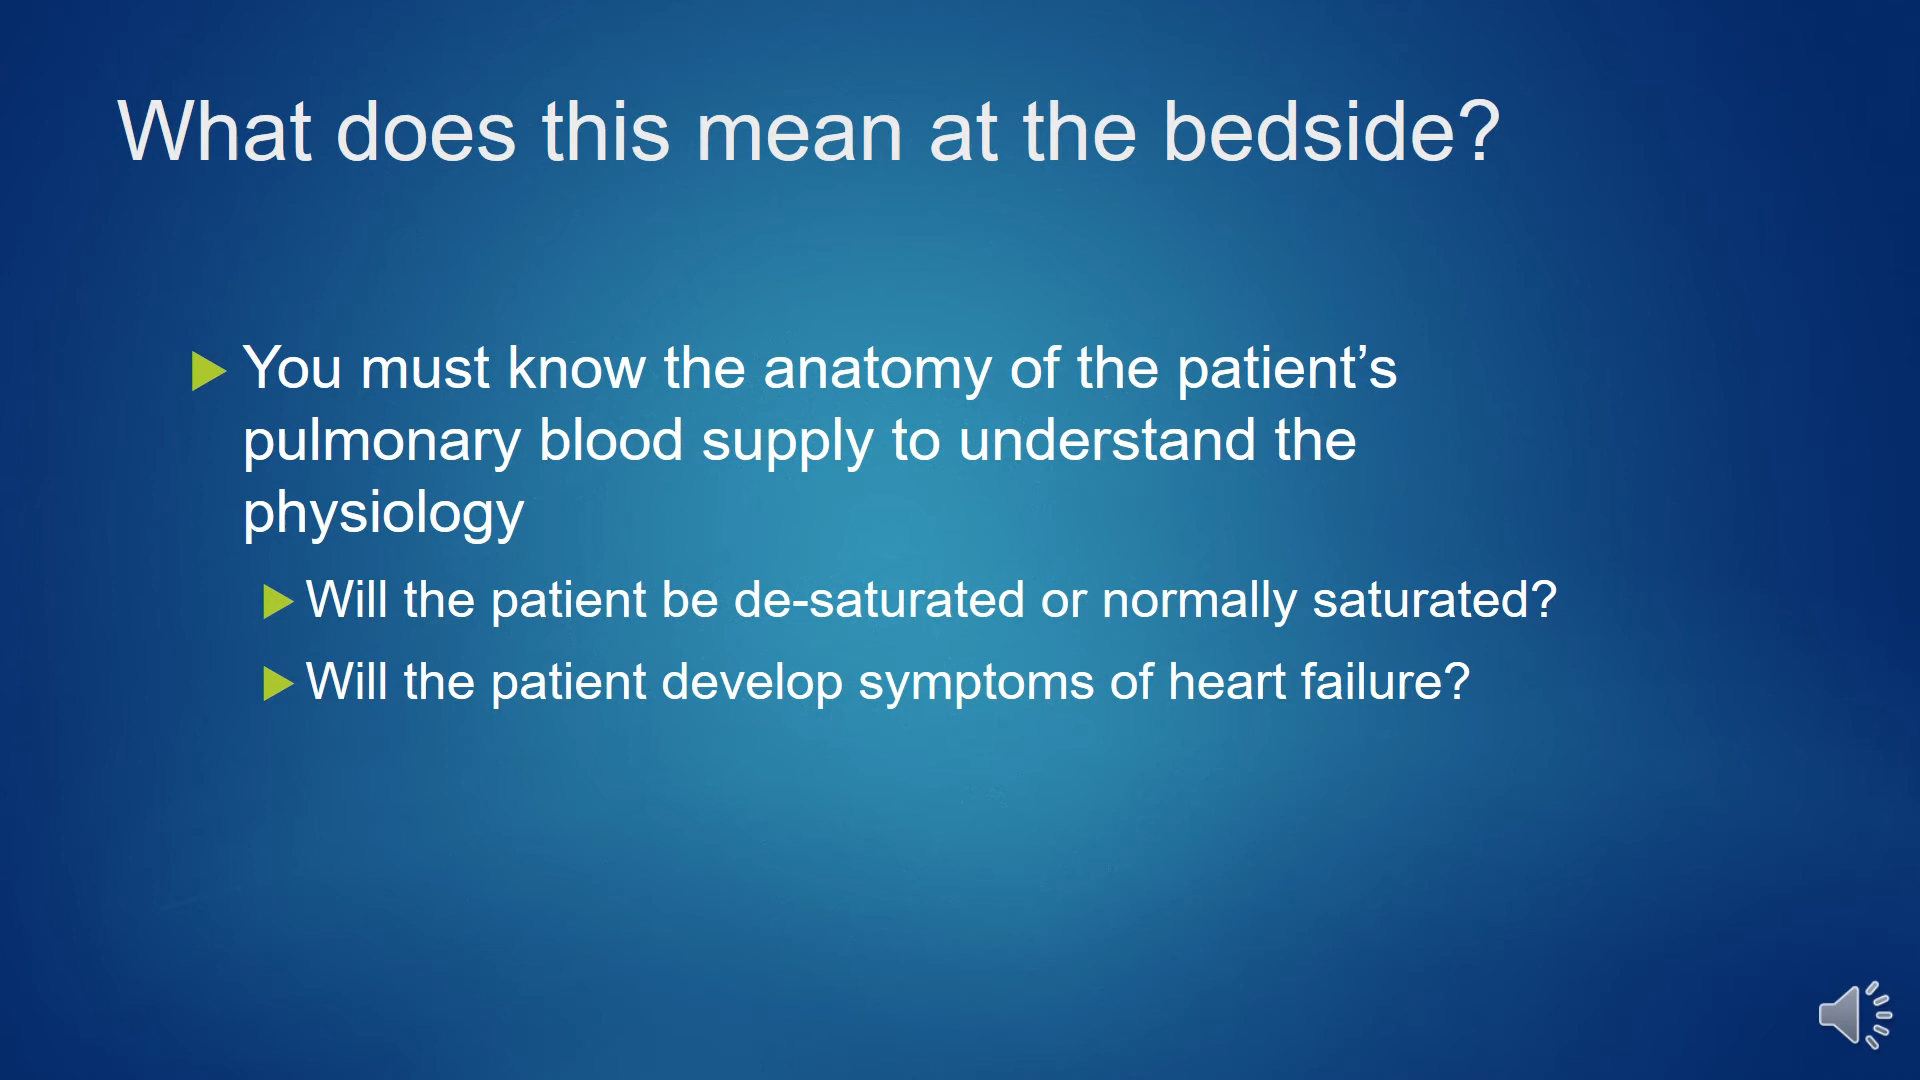 What does this mean at the bedside?
You must know the anatomy of the patient’s
pulmonary blood supply to understand the
physiology
Will the patient be de-saturated or normally saturated?
Will the patient develop symptoms of heart failure?